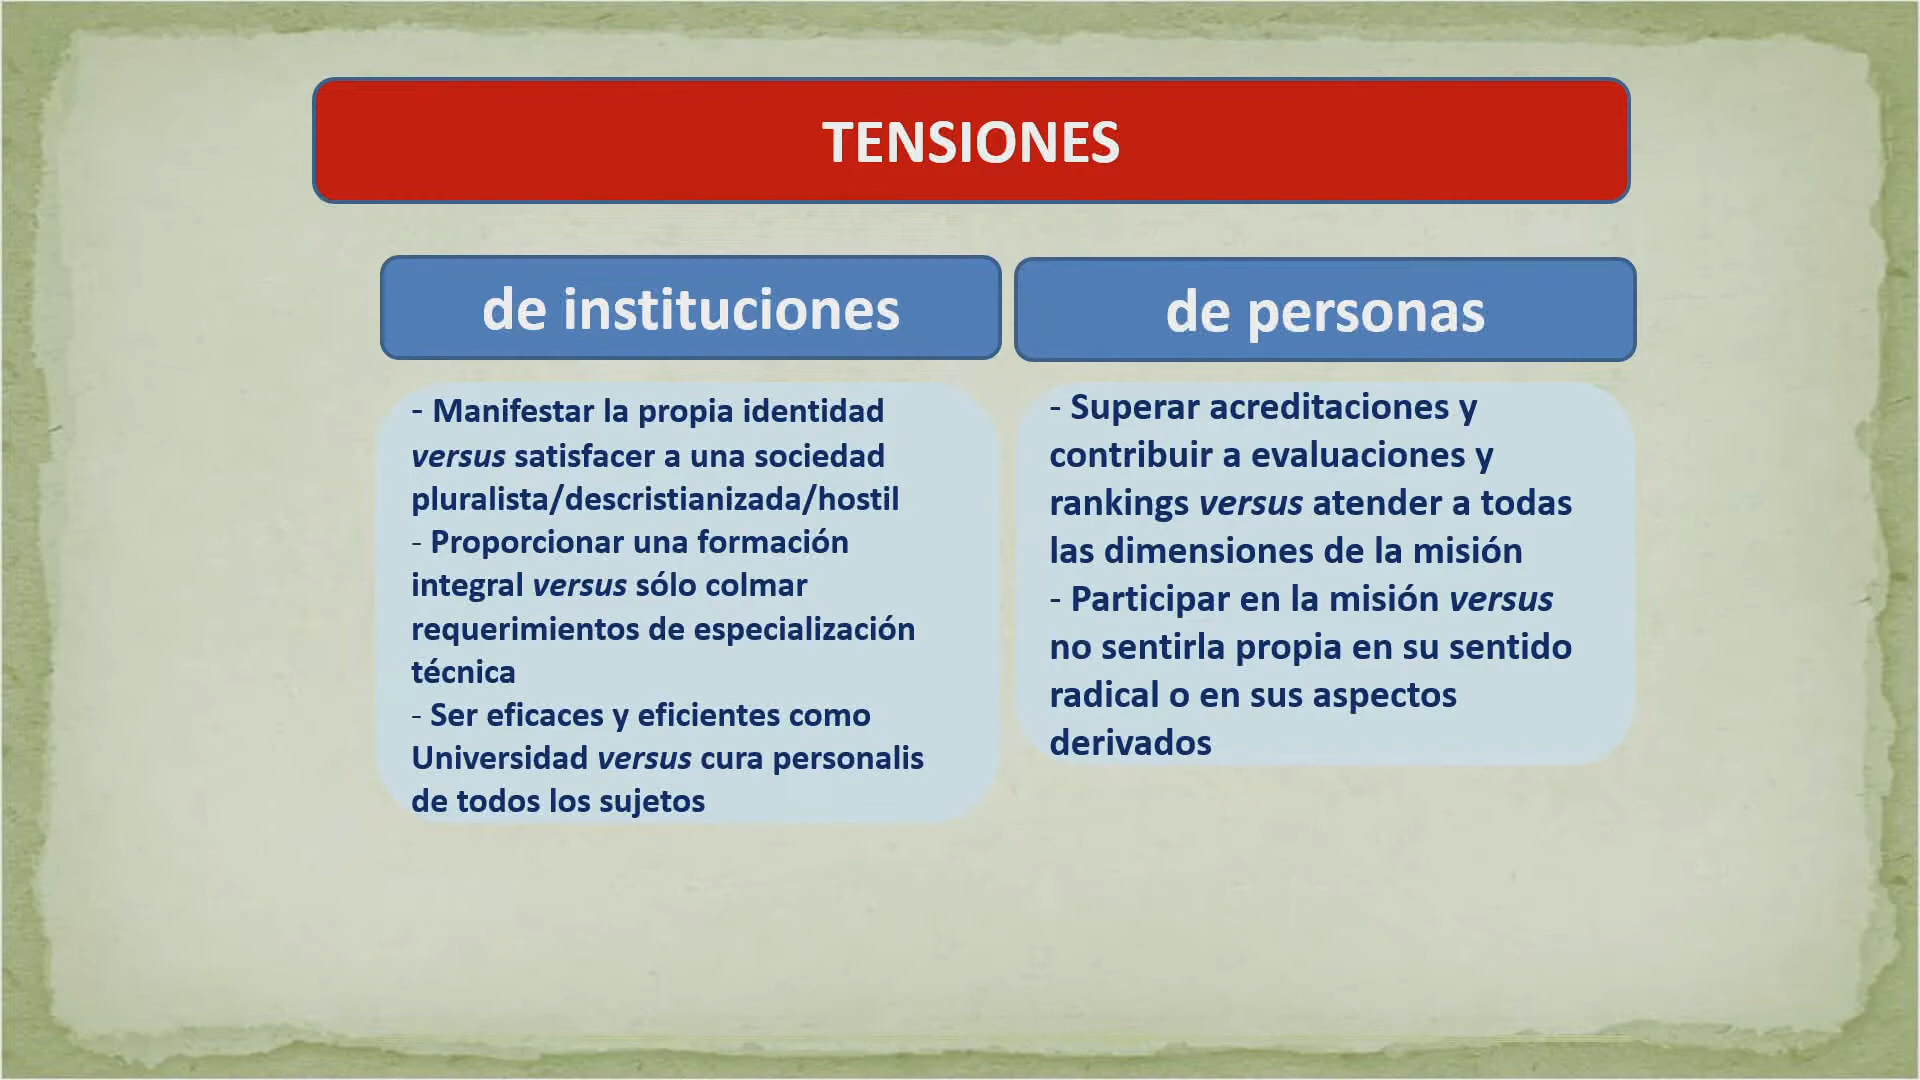 TENSIONES
de instituciones
- Manifestar la propia identidad
versus satisfacer a una sociedad
pluralista/descristianizada/hostil
- Proporcionar una formación
integral versus sólo colmar
requerimientos de especialización
técnica
- Ser eficaces y eficientes como
Universidad versus cura personalis
de todos los sujetos
de personas
- Superar acreditaciones y
contribuir a evaluaciones y
rankings versus atender a todas
las dimensiones de la misión
- Participar en la misión versus
no sentirla propia en su sentido
radical o en sus aspectos
derivados